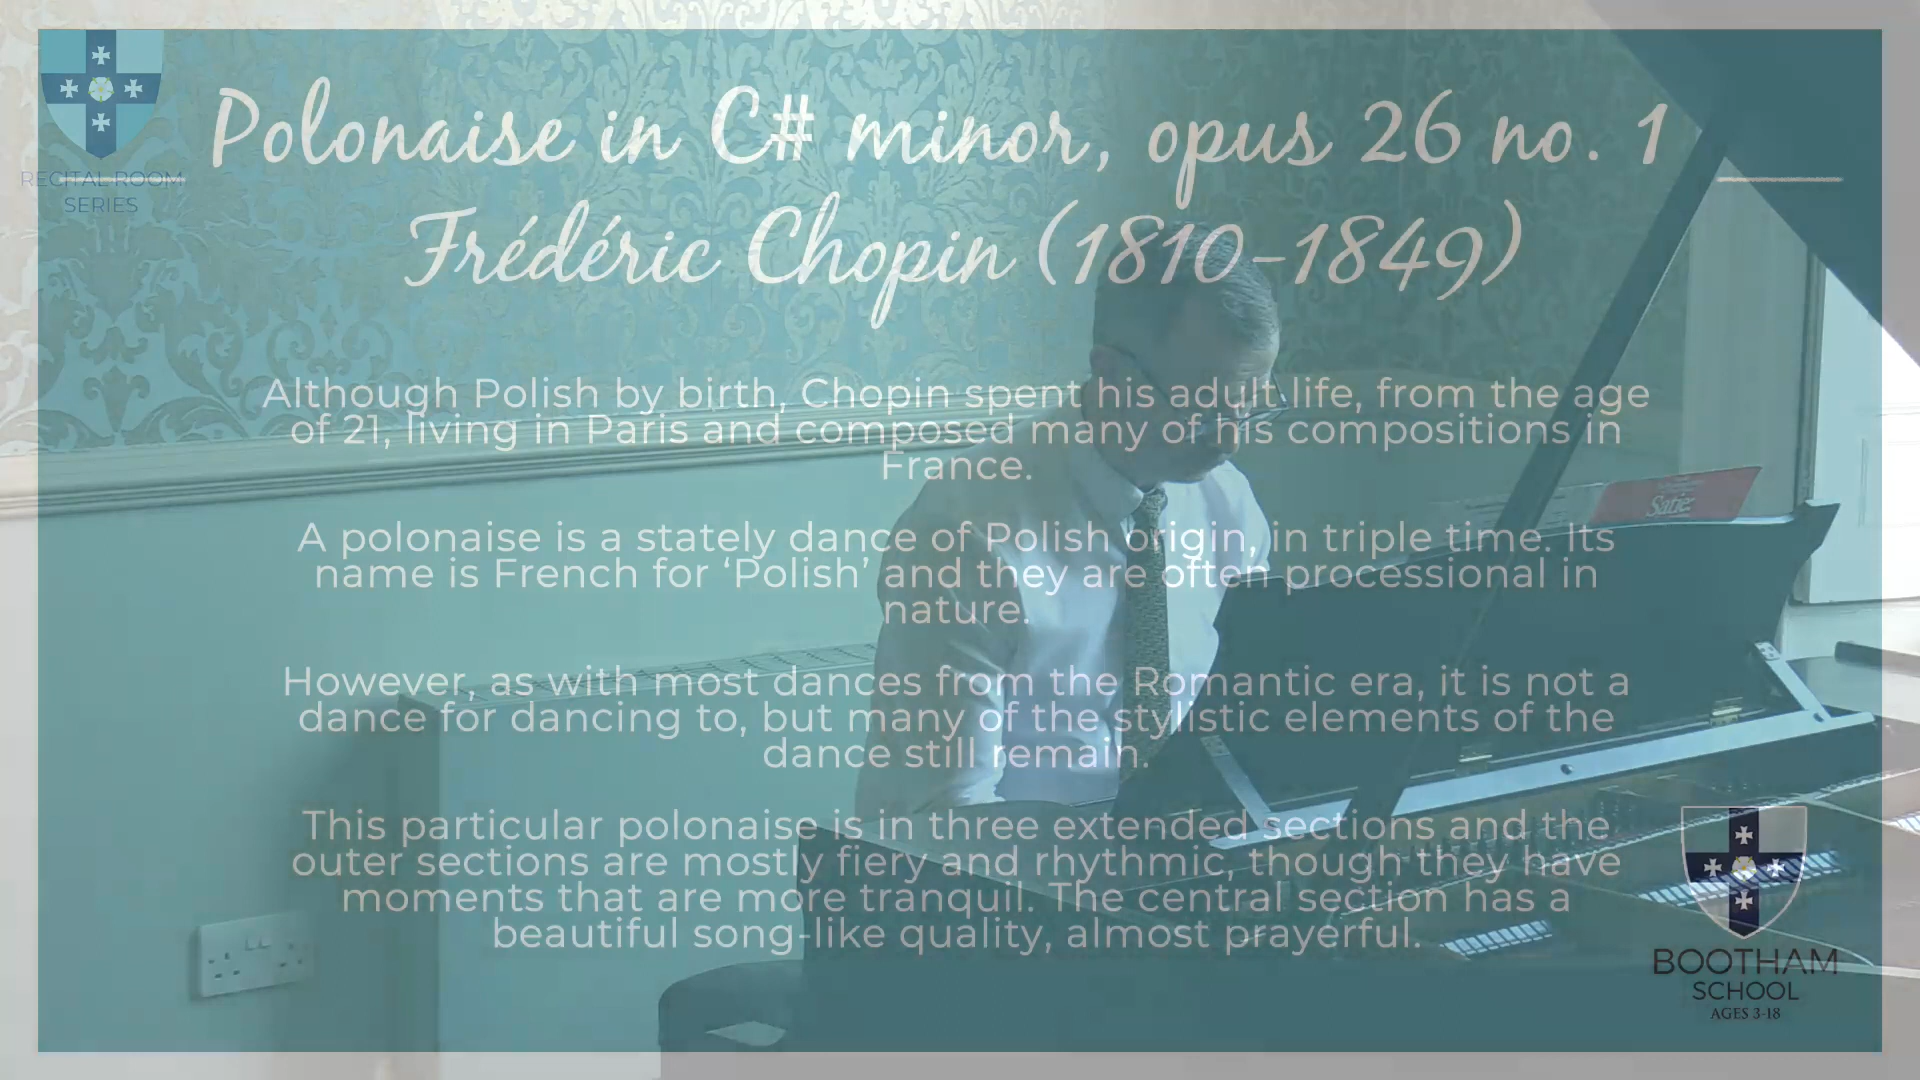 RECITAL ROOM
SERIES
Polonaise in C# minor, opus 26 no. 1
Frédéric Chopin (1810-1849)
Although Polish by birth, Chopin spent his adult life, from the age
of 21, living in Paris and composed many of his compositions in
France.
A polonaise is a stately dance of Polish origin, in triple time. Its
name is French for ‘Polish’ and they are often processional in
nature.
However, as with most dances from the Romantic era, it is not a
dance for dancing to, but many of the stylistic elements of the
dance still remain.
This particular polonaise is in three extended sections and the
outer sections are mostly fiery and rhythmic, though they have
moments that are more tranquil. The central section has a
beautiful song-like quality, almost prayerful.
Satie
BOOTHAM
SCHOOL
AGES 3-18